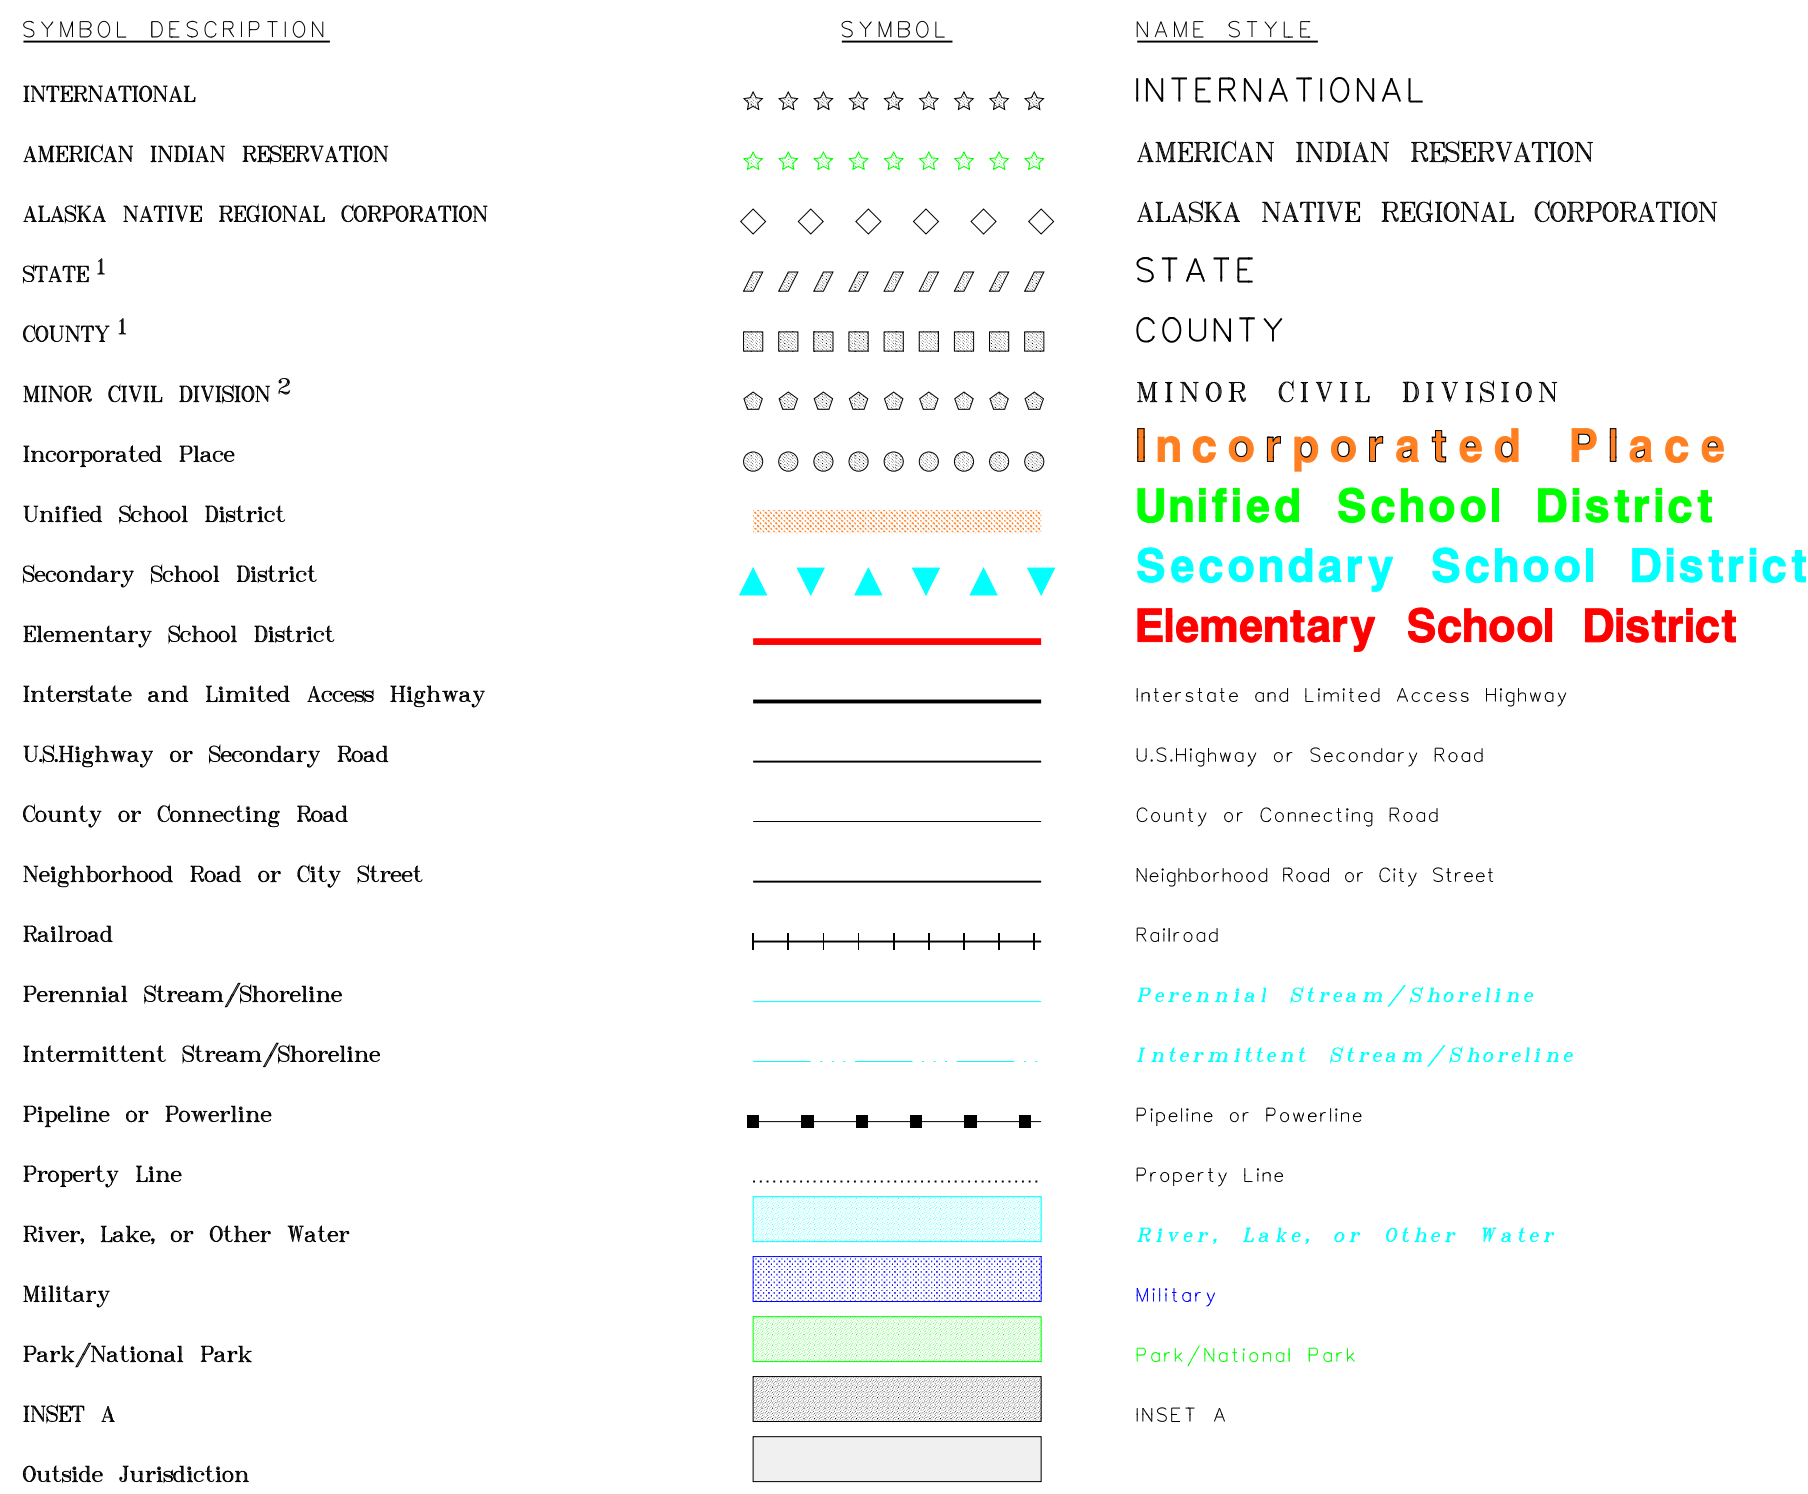 SYMBOL DESCRIPTION SYMBOL NAME STYLE
INTERNATIONAL INTERNATIONAL
AMERICAN INDIAN RESERVATION AMERICAN INDIAN RESERVATION
ALASKA NATIVE REGIONAL CORPORATION ALASKA NATIVE REGIONAL CORPORATION
STATE 1 STATE
COUNTY 1 COUNTY
MINOR CIVIL DIVISION 2 MINOR CIVIL DIVISION
Incorporated Place Incorporated Place
Unified School District Unified School District
Secondary School District Secondary School District
Elementary School District Elementary School District
Interstate and Limited Access Highway Interstate and Limited Access Highway
U.S.Highway or Secondary Road U.S.Highway or Secondary Road
County or Connecting Road County or Connecting Road
Neighborhood Road or City Street Neighborhood Road or City Street
Railroad Railroad
Perennial Stream/Shoreline Perennial Stream/Shoreline
Intermittent Stream/Shoreline Intermittent Stream/Shoreline
Pipeline or Powerline Pipeline or Powerline
Property Line Property Line
River, Lake, or Other Water River, Lake, or Other Water
Military Military
Park/National Park Park/National Park
INSET A INSET A
Outside Jurisdiction